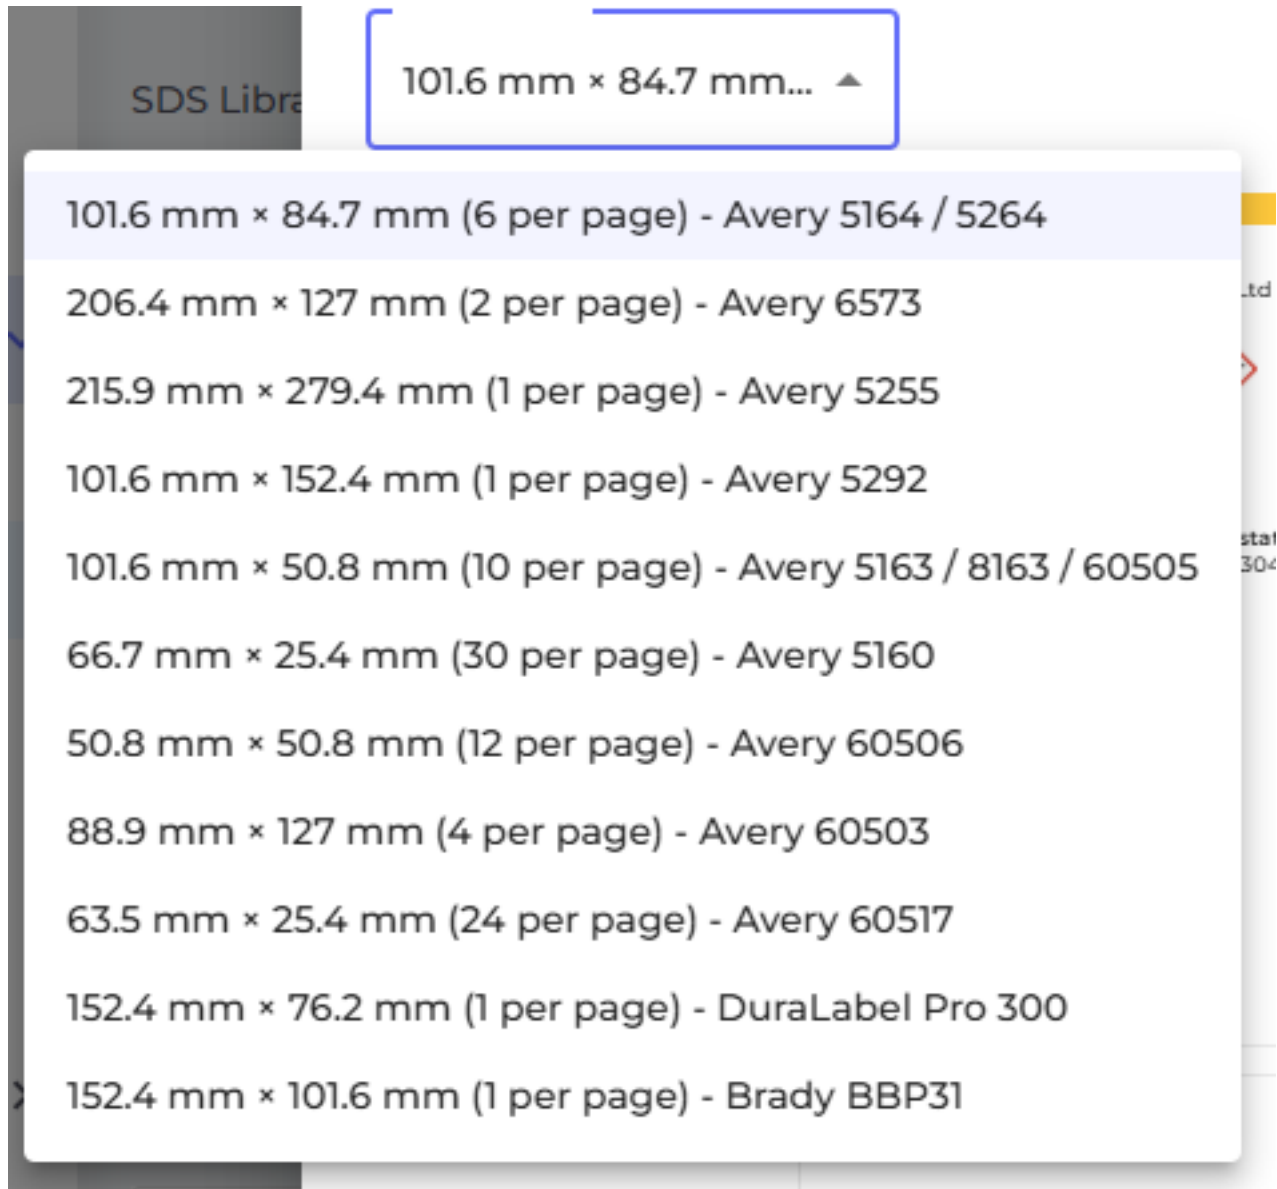 SDS Libra
101.6 mm × 84.7 mm...
101.6 mm × 84.7 mm (6 per page) - Avery 5164 / 5264
206.4 mm × 127 mm (2 per page) - Avery 6573
215.9 mm × 279.4 mm (1 per page) - Avery 5255
101.6 mm × 152.4 mm (1 per page) - Avery 5292
101.6 mm × 50.8 mm (10 per page) - Avery 5163 / 8163 / 60505
66.7 mm × 25.4 mm (30 per page) - Avery 5160
50.8 mm × 50.8 mm (12 per page) - Avery 60506
88.9 mm × 127 mm (4 per page) - Avery 60503
63.5 mm × 25.4 mm (24 per page) - Avery 60517
152.4 mm × 76.2 mm (1 per page) - DuraLabel Pro 300
152.4 mm × 101.6 mm (1 per page) - Brady BBP31
Ltd
stat
304